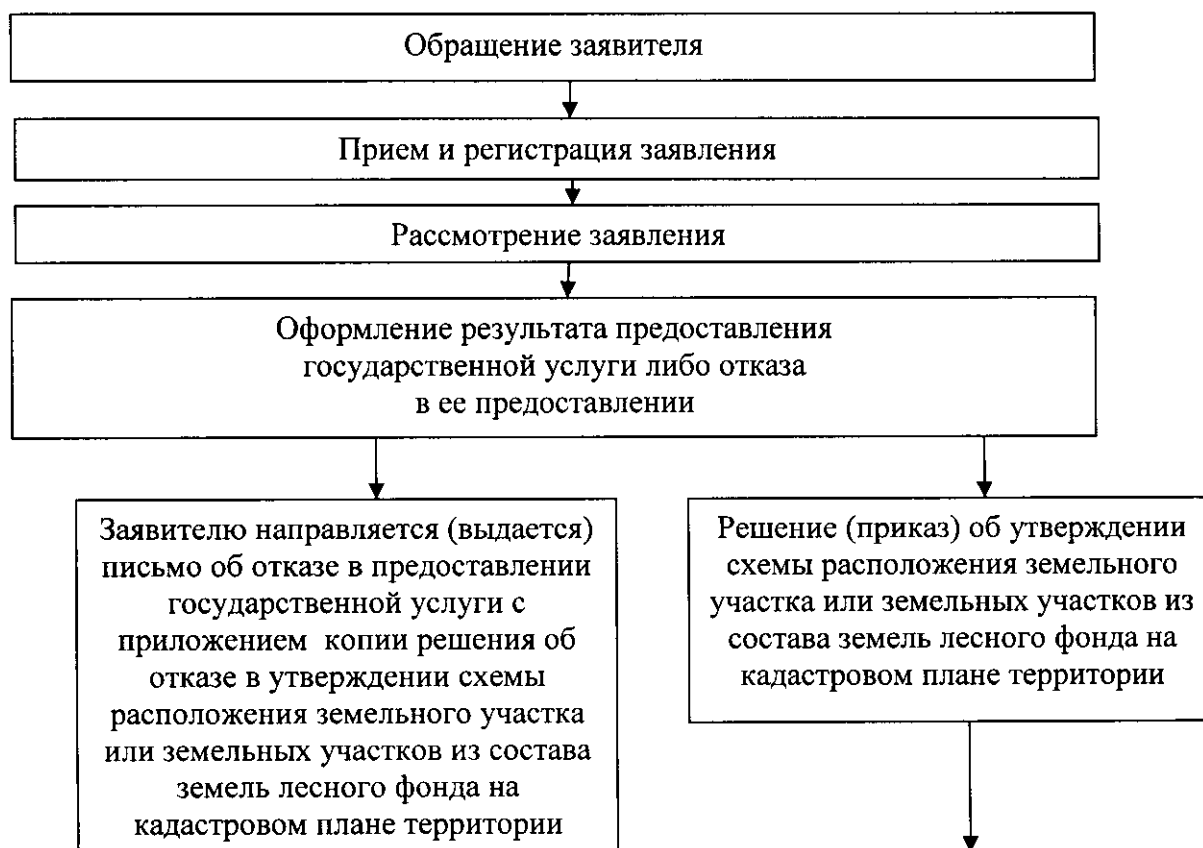 Обращение заявителя
Прием и регистрация заявления
Рассмотрение заявления
Оформление результата предоставления
государственной услуги либо отказа
в ее предоставлении
Заявителю направляется (выдается)
письмо об отказе в предоставлении
государственной услуги с
приложением копии решения об
отказе в утверждении схемы
расположения земельного участка
или земельных участков из состава
земель лесного фонда на
кадастровом плане территории
Решение (приказ) об утверждении
схемы расположения земельного
участка или земельных участков из
состава земель лесного фонда на
кадастровом плане территории